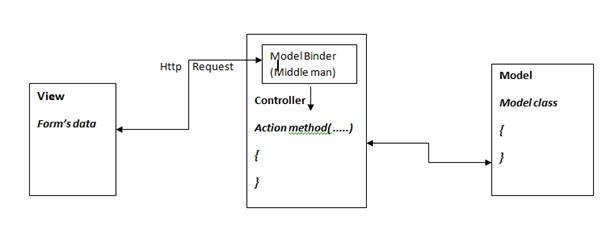 View
Form's data
Http Request
Model Binder
(Middle man)
Controller
Action method( .....)
{
}
Model
Model class
{
}